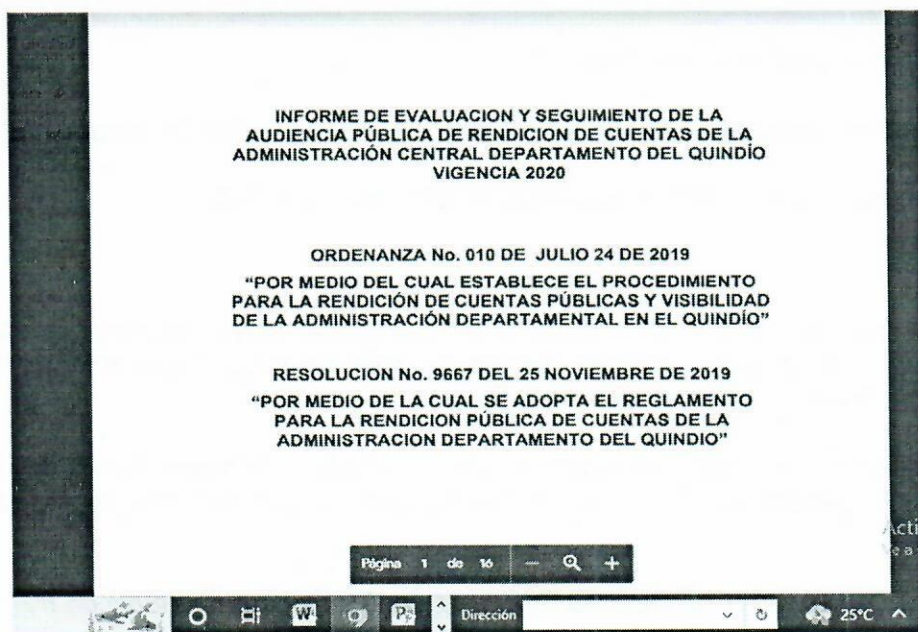 INFORME DE EVALUACION Y SEGUIMIENTO DE LA
AUDIENCIA PÚBLICA DE RENDICION DE CUENTAS DE LA
ADMINISTRACIÓN CENTRAL DEPARTAMENTO DEL QUINDÍO
VIGENCIA 2020
ORDENANZA No. 010 DE JULIO 24 DE 2019
“POR MEDIO DEL CUAL ESTABLECE EL PROCEDIMIENTO
PARA LA RENDICIÓN DE CUENTAS PÚBLICAS Y VISIBILIDAD
DE LA ADMINISTRACIÓN DEPARTAMENTAL EN EL QUINDÍO”
RESOLUCION No. 9667 DEL 25 NOVIEMBRE DE 2019
“POR MEDIO DE LA CUAL SE ADOPTA EL REGLAMENTO
PARA LA RENDICION PÚBLICA DE CUENTAS DE LA
ADMINISTRACION DEPARTAMENTO DEL QUINDIO”
Acti
Página 1 de 16
Dirección
25°C